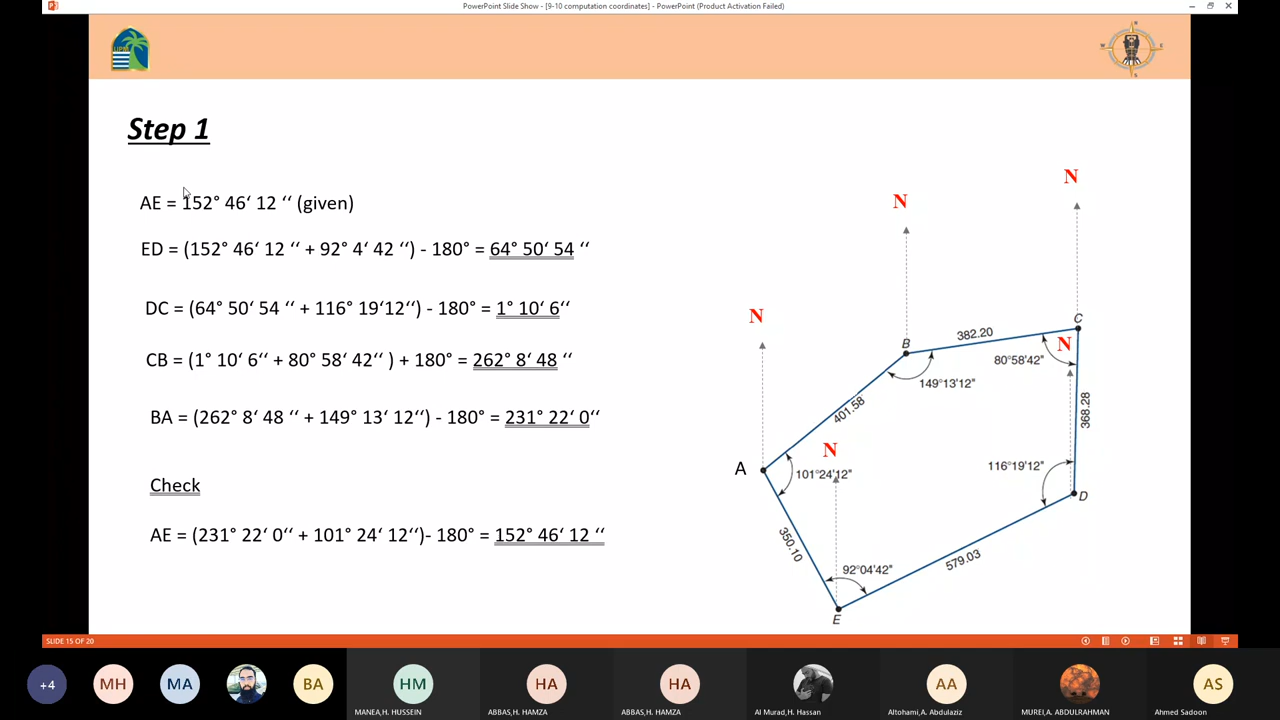 PowerPoint Slide Show - [9-10 computation coordinates] - PowerPoint (Product Activation Failed)
Step 1
AE = 152° 46‘ 12 ‘‘ (given)
ED = (152° 46‘ 12 ‘‘ + 92° 4‘ 42 ‘‘) - 180° = 64° 50‘ 54 ‘‘
DC = (64° 50‘ 54 ‘‘ + 116° 19‘12‘‘) - 180° = 1° 10‘ 6‘‘
CB = (1° 10‘ 6‘‘ + 80° 58‘ 42‘‘ ) + 180° = 262° 8‘ 48 ‘‘
BA = (262° 8‘ 48 ‘‘ + 149° 13‘ 12‘‘) - 180° = 231° 22‘ 0‘‘
Check
AE = (231° 22‘ 0‘‘ + 101° 24‘ 12‘‘)- 180° = 152° 46‘ 12 ‘‘
N
N
N
C
382.20
B
N
80°58'42"
149°13'12"
401.58
368.28
N
A
101°24'12"
116°19'12"
D
350.10
579.03
92°04'42"
E
SLIDE 15 OF 20
+4
MH
MA
BA
HM
HA
HA
AA
AS
MANEA,H. HUSSEIN
ABBAS,H. HAMZA
ABBAS,H. HAMZA
Al Murad,H. Hassan
Altohami,A. Abdulaziz
MUREI,A. ABDULRAHMAN
Ahmed Sadoon